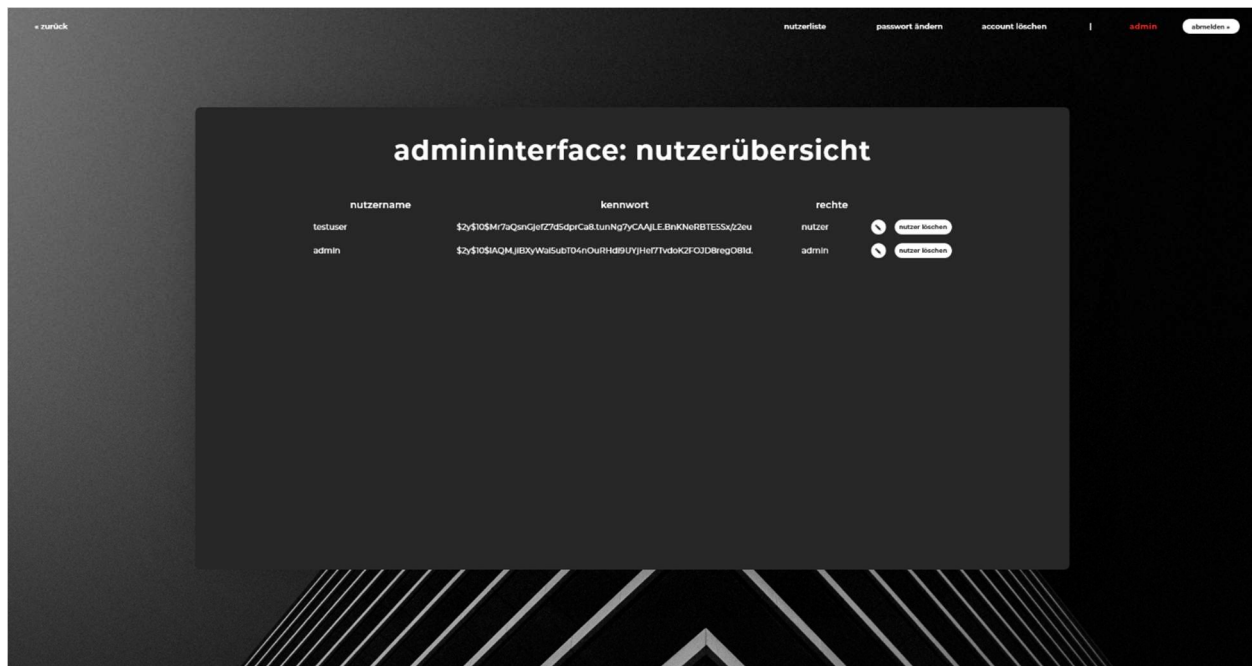 « zurück nutzerliste passwort ändern account löschen | admin abmelden »
admininterface: nutzerübersicht
nutzername kennwort rechte
testuser nutzer nutzer löschen
admin admin nutzer löschen